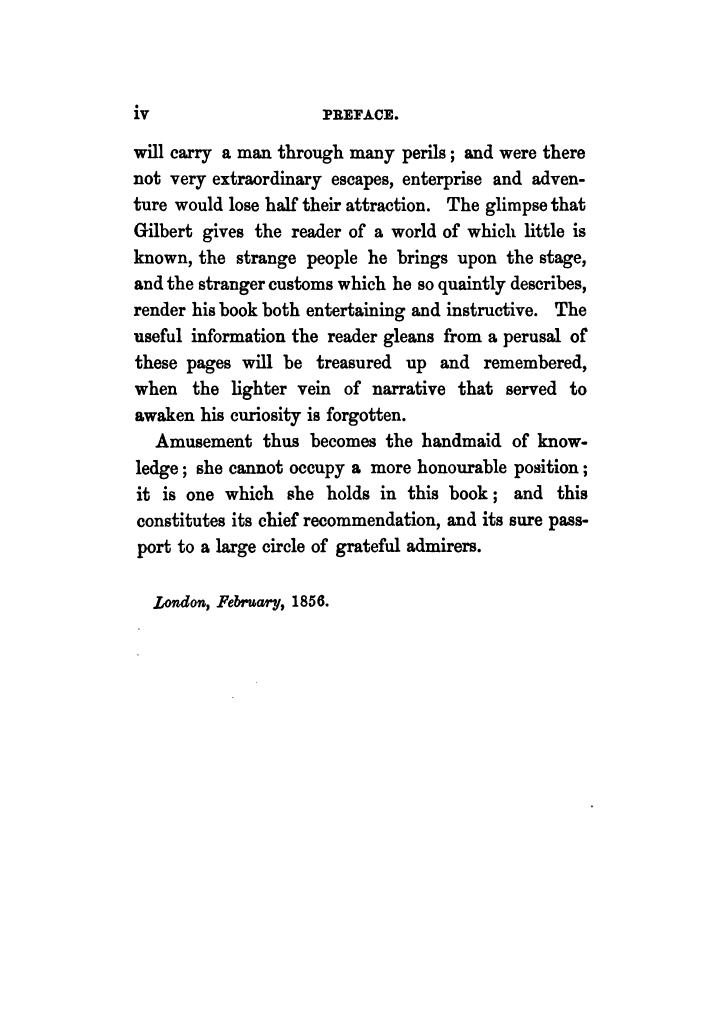 iv PREFACE.
will carry a man through many perils; and were there
not very extraordinary escapes, enterprise and adven-
ture would lose half their attraction. The glimpse that
Gilbert gives the reader of a world of which little is
known, the strange people he brings upon the stage,
and the stranger customs which he so quaintly describes,
render his book both entertaining and instructive. The
useful information the reader gleans from a perusal of
these pages will be treasured up and remembered,
when the lighter vein of narrative that served to
awaken his curiosity is forgotten.
Amusement thus becomes the handmaid of know-
ledge; she cannot occupy a more honourable position;
it is one which she holds in this book; and this
constitutes its chief recommendation, and its sure pass-
port to a large circle of grateful admirers.
London, February, 1856.